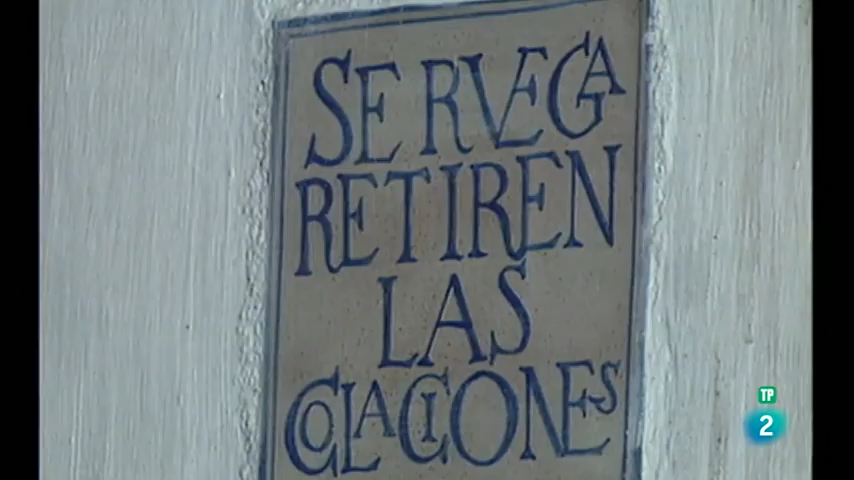 SE RVEGA
RETIREN
LAS
COLACIONES
TP
2